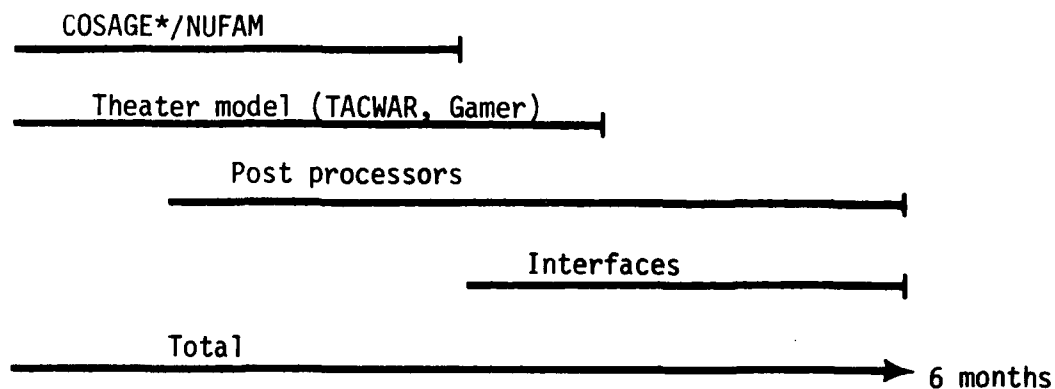 COSAGE*/NUFAM
Theater model (TACWAR, Gamer)
Post processors
Interfaces
Total
6 months